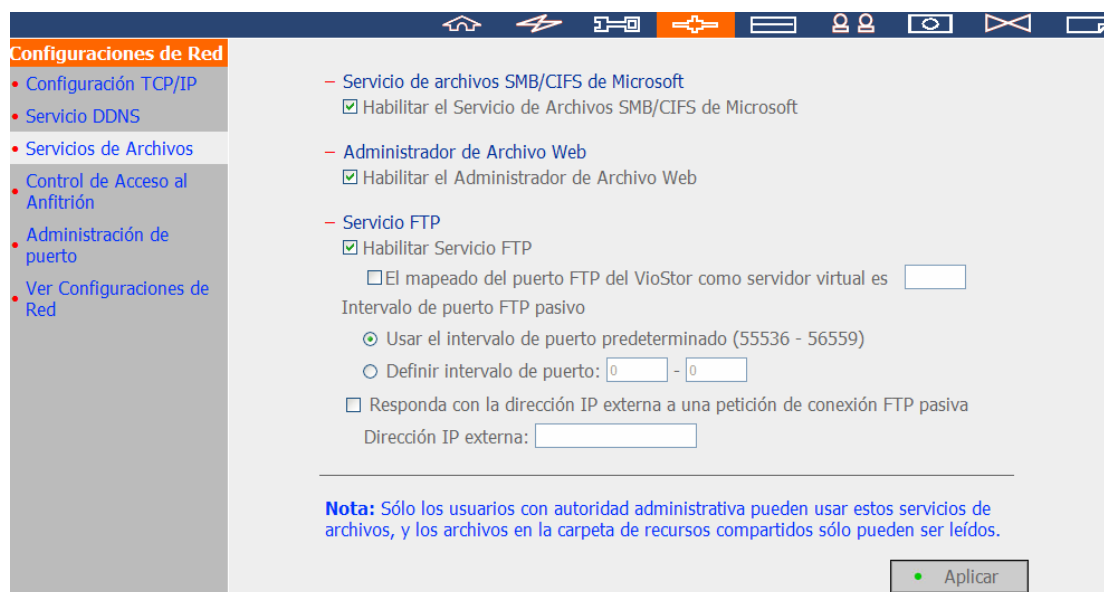 Configuraciones de Red
Configuración TCP/IP
Servicio DDNS
Servicios de Archivos
Control de Acceso al
Anfitrión
Administración de
puerto
Ver Configuraciones de
Red
Servicio de archivos SMB/CIFS de Microsoft
Habilitar el Servicio de Archivos SMB/CIFS de Microsoft
Administrador de Archivo Web
Habilitar el Administrador de Archivo Web
Servicio FTP
Habilitar Servicio FTP
El mapeado del puerto FTP del VioStor como servidor virtual es
Intervalo de puerto FTP pasivo
Usar el intervalo de puerto predeterminado (55536 - 56559)
Definir intervalo de puerto: 0 - 0
Responda con la dirección IP externa a una petición de conexión FTP pasiva
Dirección IP externa:
Nota: Sólo los usuarios con autoridad administrativa pueden usar estos servicios de
archivos, y los archivos en la carpeta de recursos compartidos sólo pueden ser leídos.
Aplicar